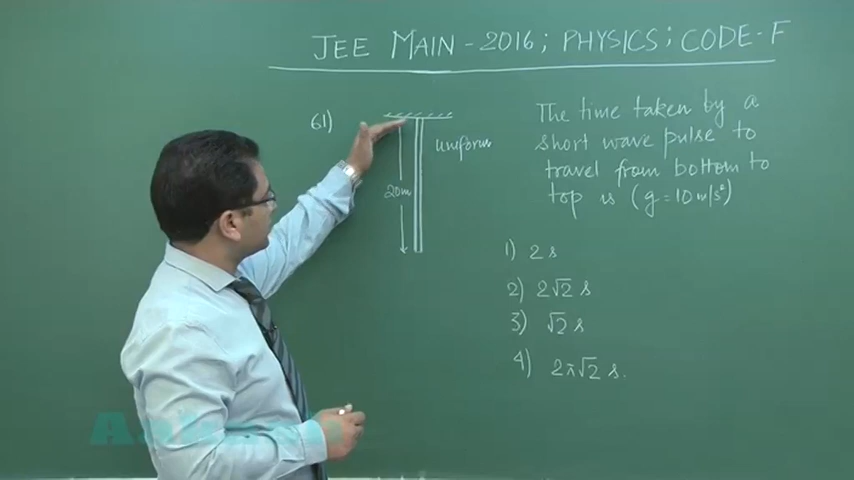 JEE MAIN - 2016; PHYSICS; CODE-F
61)
uniform
20m
The time taken by a
short wave pulse to
travel from bottom to
top is (g = 10 m/s²)
1) 2 s
2) 2√2 s
3) √2 s
4) 2π√2 s.